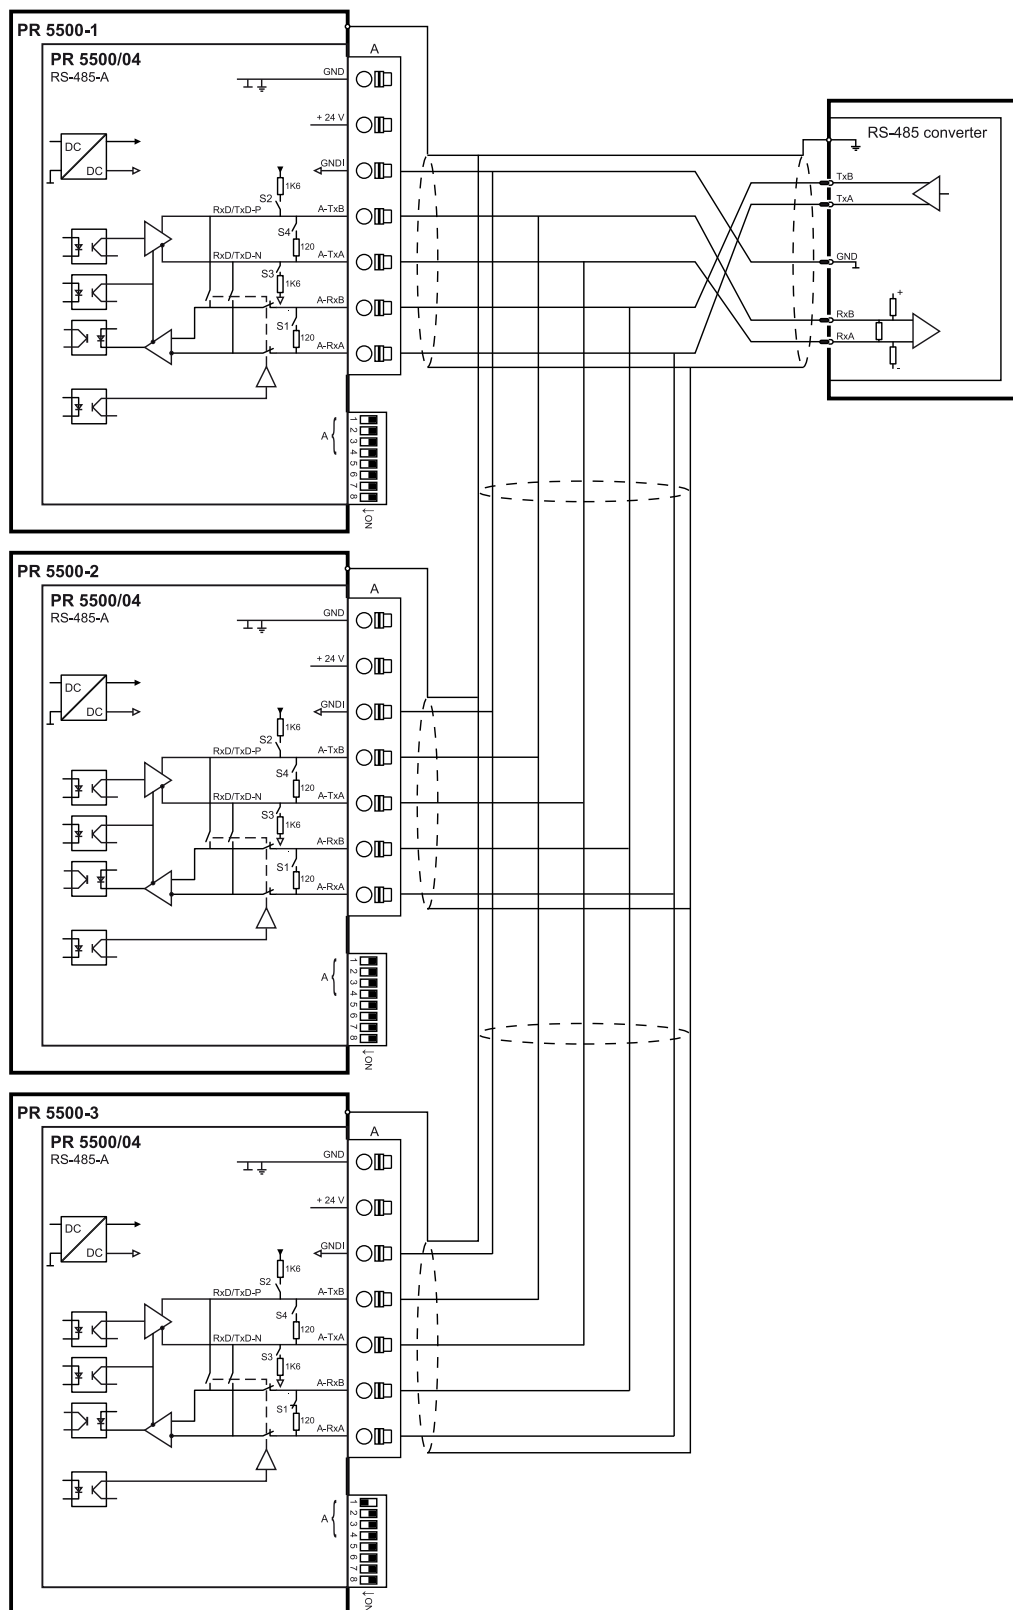 PR 5500-1
PR 5500/04
RS-485-A
A
GND
+ 24 V
GNDI
DC
DC
1K6
S2
RxD/TxD-P
A-TxB
S4
120
RxD/TxD-N
A-TxA
S3
1K6
A-RxB
S1
120
A-RxA
A
1
2
3
4
5
6
7
8
↓ON
RS-485 converter
TxB
TxA
GND
RxB
RxA
+
-
PR 5500-2
PR 5500/04
RS-485-A
A
GND
+ 24 V
GNDI
DC
DC
1K6
S2
RxD/TxD-P
A-TxB
S4
120
RxD/TxD-N
A-TxA
S3
1K6
A-RxB
S1
120
A-RxA
A
1
2
3
4
5
6
7
8
↓ON
PR 5500-3
PR 5500/04
RS-485-A
A
GND
+ 24 V
GNDI
DC
DC
1K6
S2
RxD/TxD-P
A-TxB
S4
120
RxD/TxD-N
A-TxA
S3
1K6
A-RxB
S1
120
A-RxA
A
1
2
3
4
5
6
7
8
↓ON